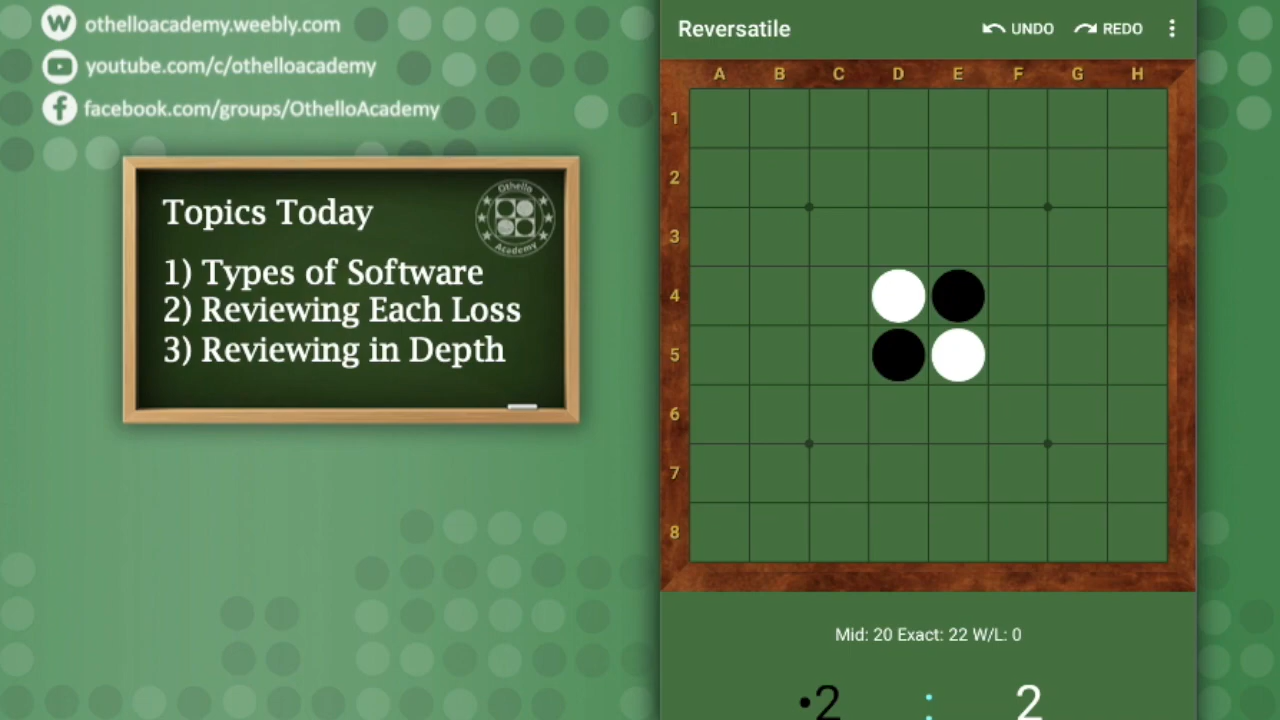 W othelloacademy.weebly.com
youtube.com/c/othelloacademy
f facebook.com/groups/OthelloAcademy
Topics Today
Othello
Academy
1) Types of Software
2) Reviewing Each Loss
3) Reviewing in Depth
Reversatile
UNDO
REDO
A B C D E F G H
1
2
3
4
5
6
7
8
Mid: 20 Exact: 22 W/L: 0
•2 : 2